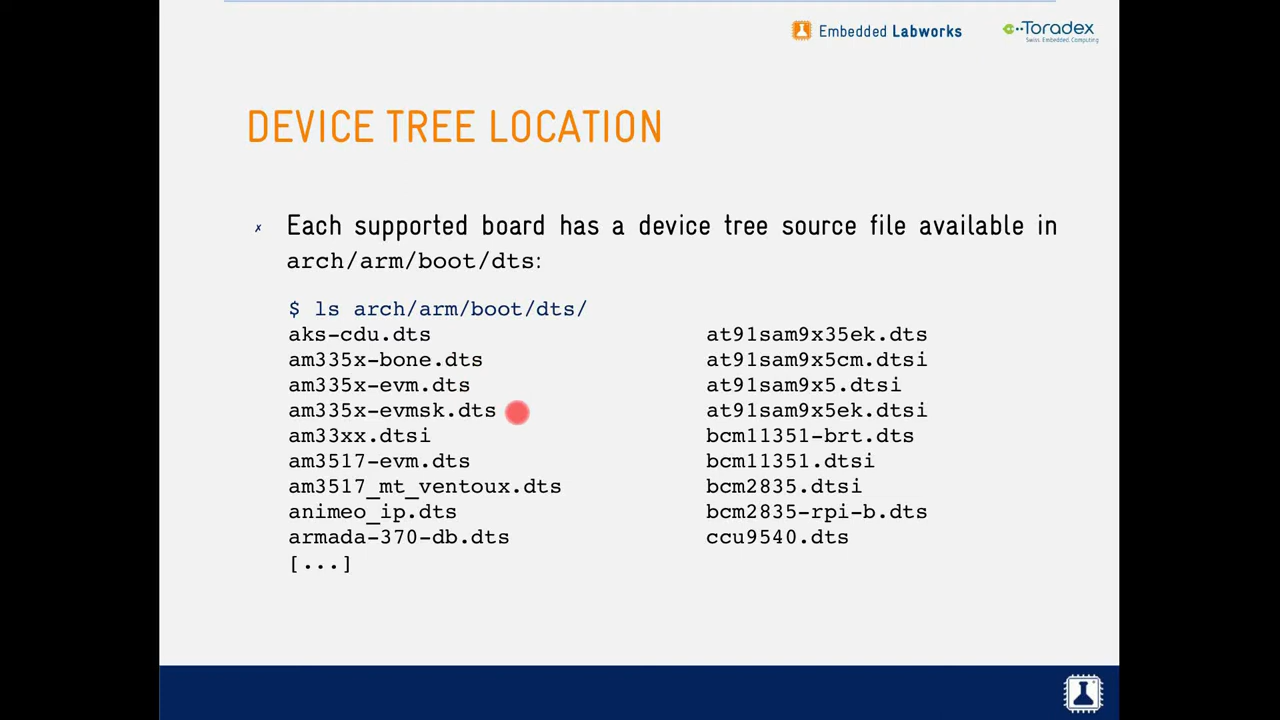 Embedded Labworks
Toradex
Swiss. Embedded. Computing.
DEVICE TREE LOCATION
✗ Each supported board has a device tree source file available in
arch/arm/boot/dts:
$ ls arch/arm/boot/dts/
aks-cdu.dts
am335x-bone.dts
am335x-evm.dts
am335x-evmsk.dts
am33xx.dtsi
am3517-evm.dts
am3517_mt_ventoux.dts
animeo_ip.dts
armada-370-db.dts
[...]
at91sam9x35ek.dts
at91sam9x5cm.dtsi
at91sam9x5.dtsi
at91sam9x5ek.dtsi
bcm11351-brt.dts
bcm11351.dtsi
bcm2835.dtsi
bcm2835-rpi-b.dts
ccu9540.dts